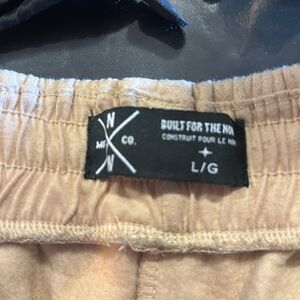 N
MF CO.
N
BUILT FOR THE
CONSTRUIT POUR LE
L/G